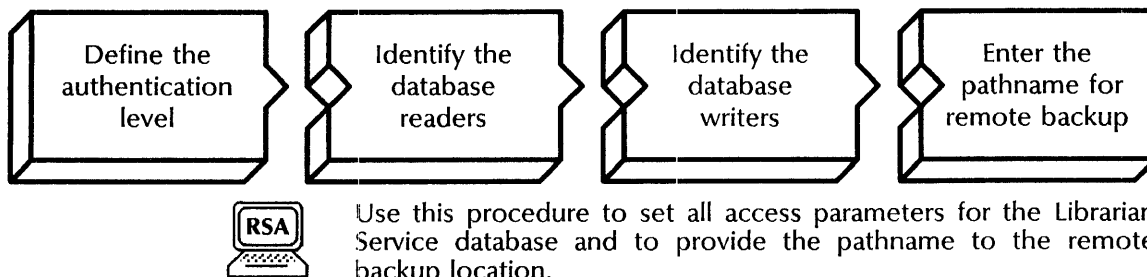 Define the
authentication
level
Identify the
database
readers
Identify the
database
writers
Enter the
pathname for
remote backup
RSA
Use this procedure to set all access parameters for the Librarian
Service database and to provide the pathname to the remote
backup location.